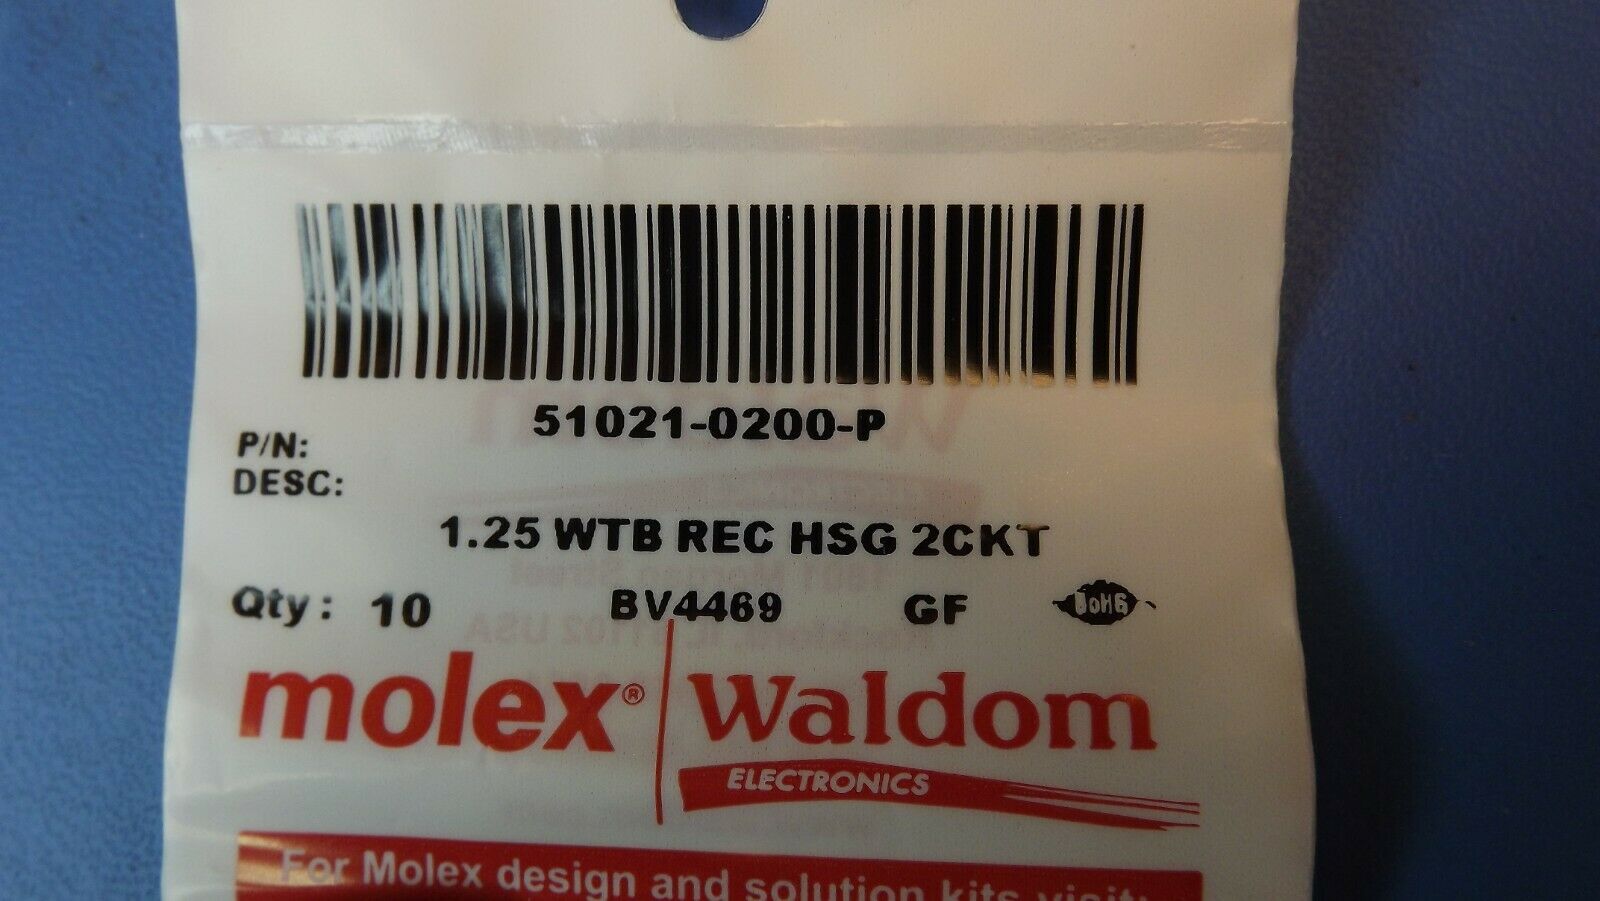 51021-0200-P
P/N:
DESC:
1.25 WTB REC HSG 2CKT
Qty: 10 BV4469 GF RoHS
molex® Waldom
ELECTRONICS
For Molex design and solution kits visit: